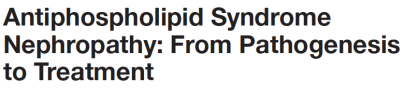 Antiphospholipid Syndrome
Nephropathy: From Pathogenesis
to Treatment